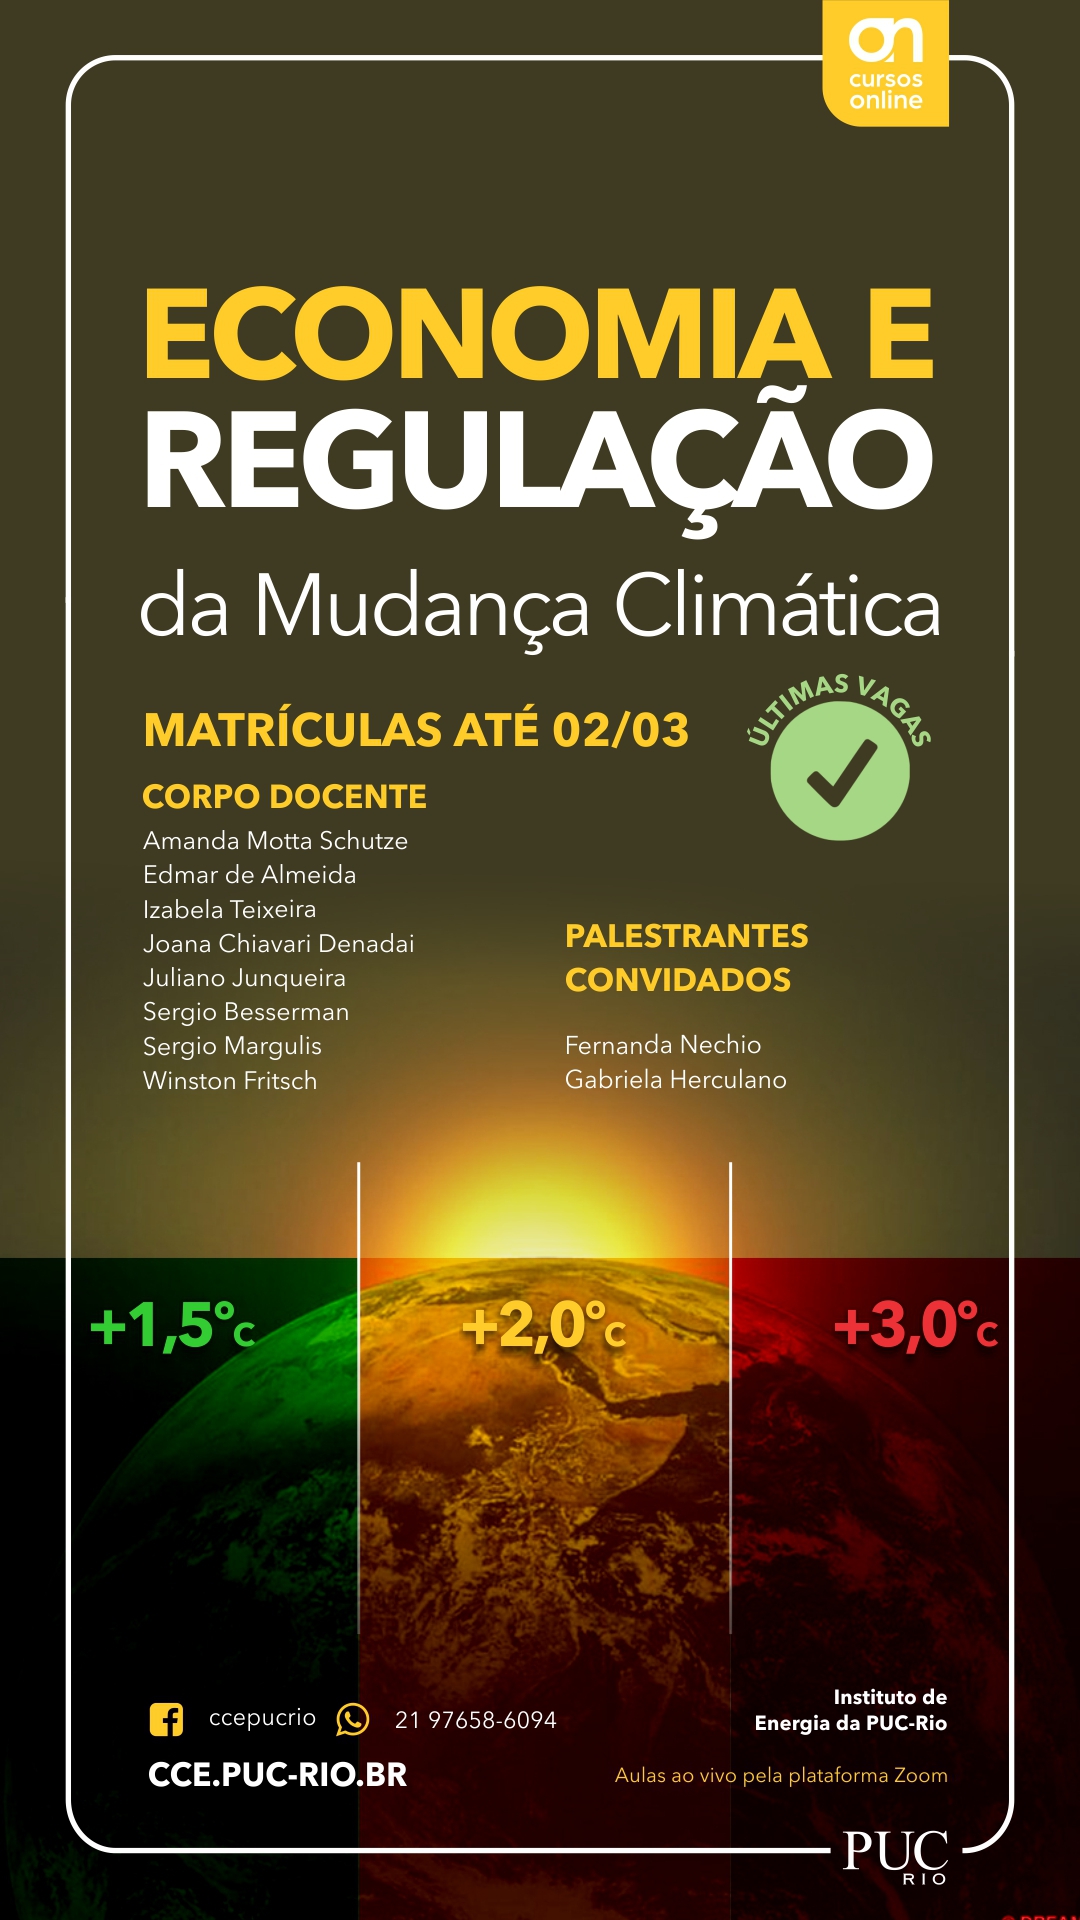 on
cursos
online
ECONOMIA E
REGULAÇÃO
da Mudança Climática
MATRÍCULAS ATÉ 02/03
ÚLTIMAS VAGAS
CORPO DOCENTE
Amanda Motta Schutze
Edmar de Almeida
Izabela Teixeira
Joana Chiavari Denadai
Juliano Junqueira
Sergio Besserman
Sergio Margulis
Winston Fritsch
PALESTRANTES
CONVIDADOS
Fernanda Nechio
Gabriela Herculano
+1,5°C
+2,0°C
+3,0°C
ccepucrio
21 97658-6094
CCE.PUC-RIO.BR
Instituto de
Energia da PUC-Rio
Aulas ao vivo pela plataforma Zoom
PUC
RIO